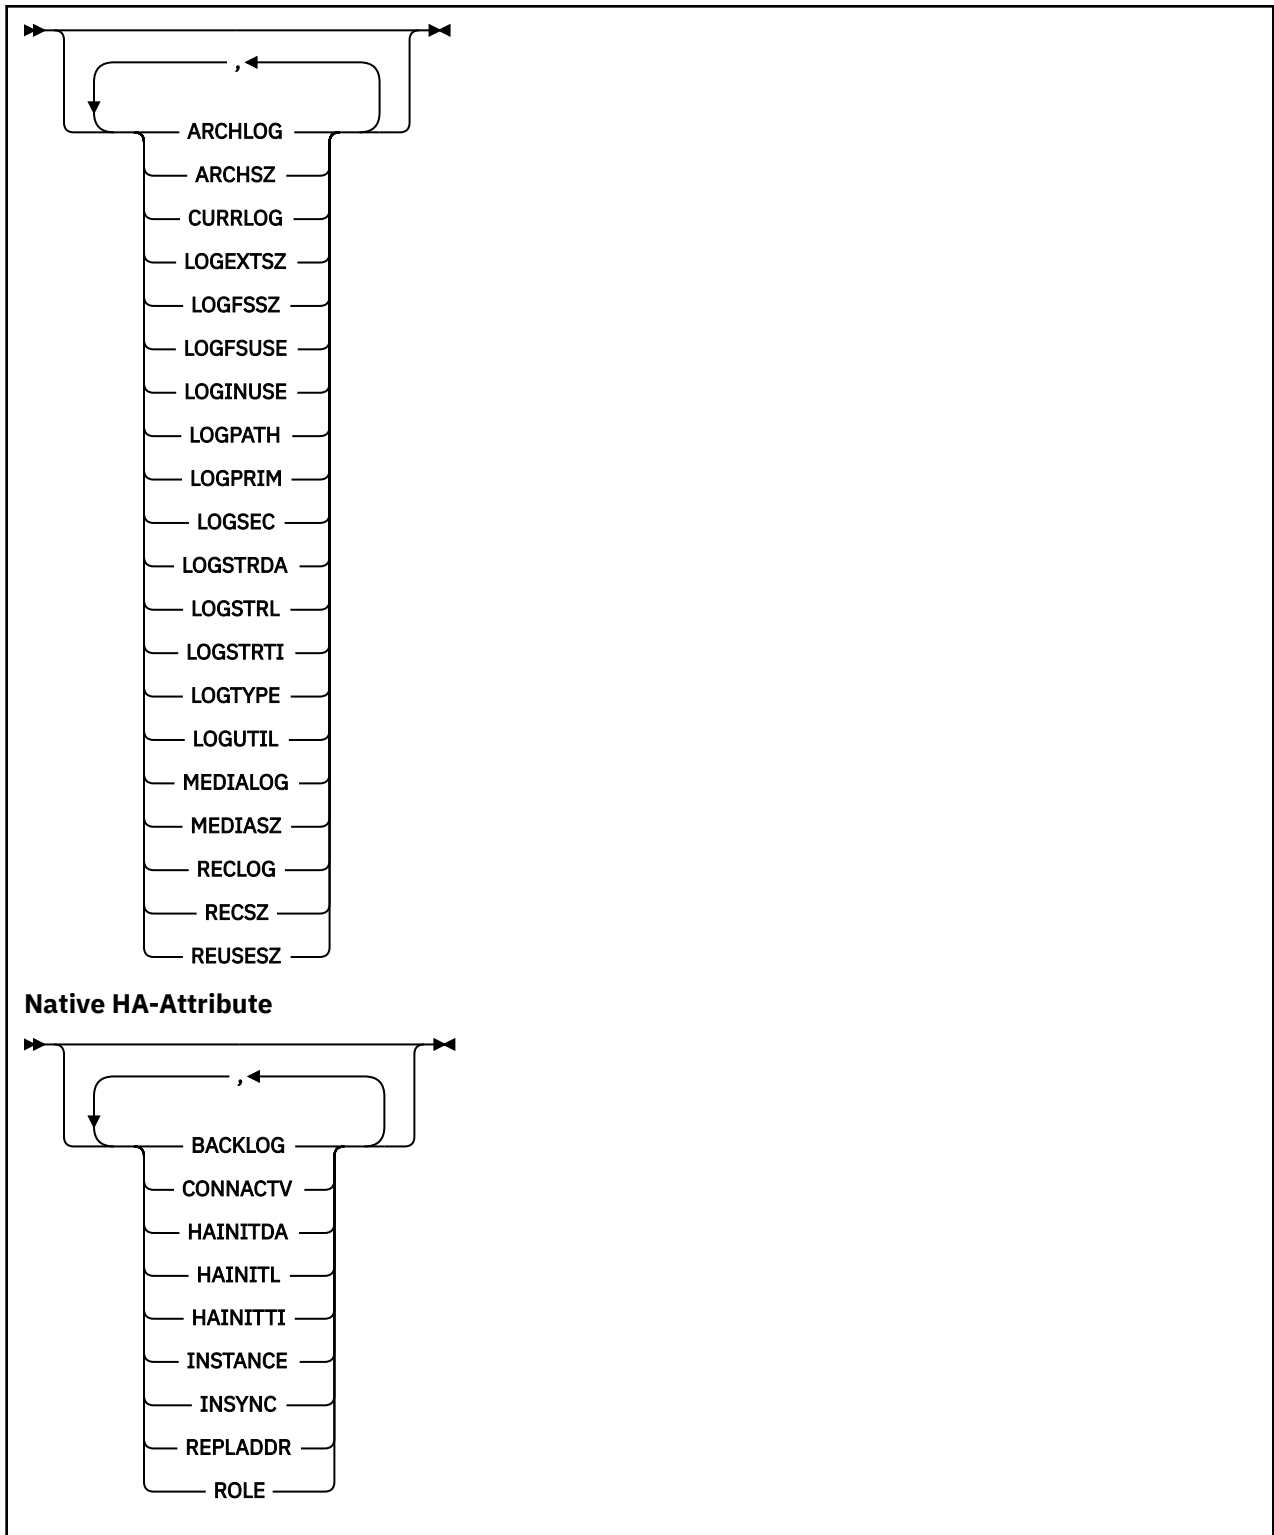 ,
ARCHLOG
ARCHSZ
CURRLOG
LOGEXTSZ
LOGFSSZ
LOGFSUSE
LOGINUSE
LOGPATH
LOGPRIM
LOGSEC
LOGSTRDA
LOGSTRL
LOGSTRTI
LOGTYPE
LOGUTIL
MEDIALOG
MEDIASZ
RECLOG
RECSZ
REUSESZ
Native HA-Attribute
,
BACKLOG
CONNACTV
HAINITDA
HAINITL
HAINITTI
INSTANCE
INSYNC
REPLADDR
ROLE